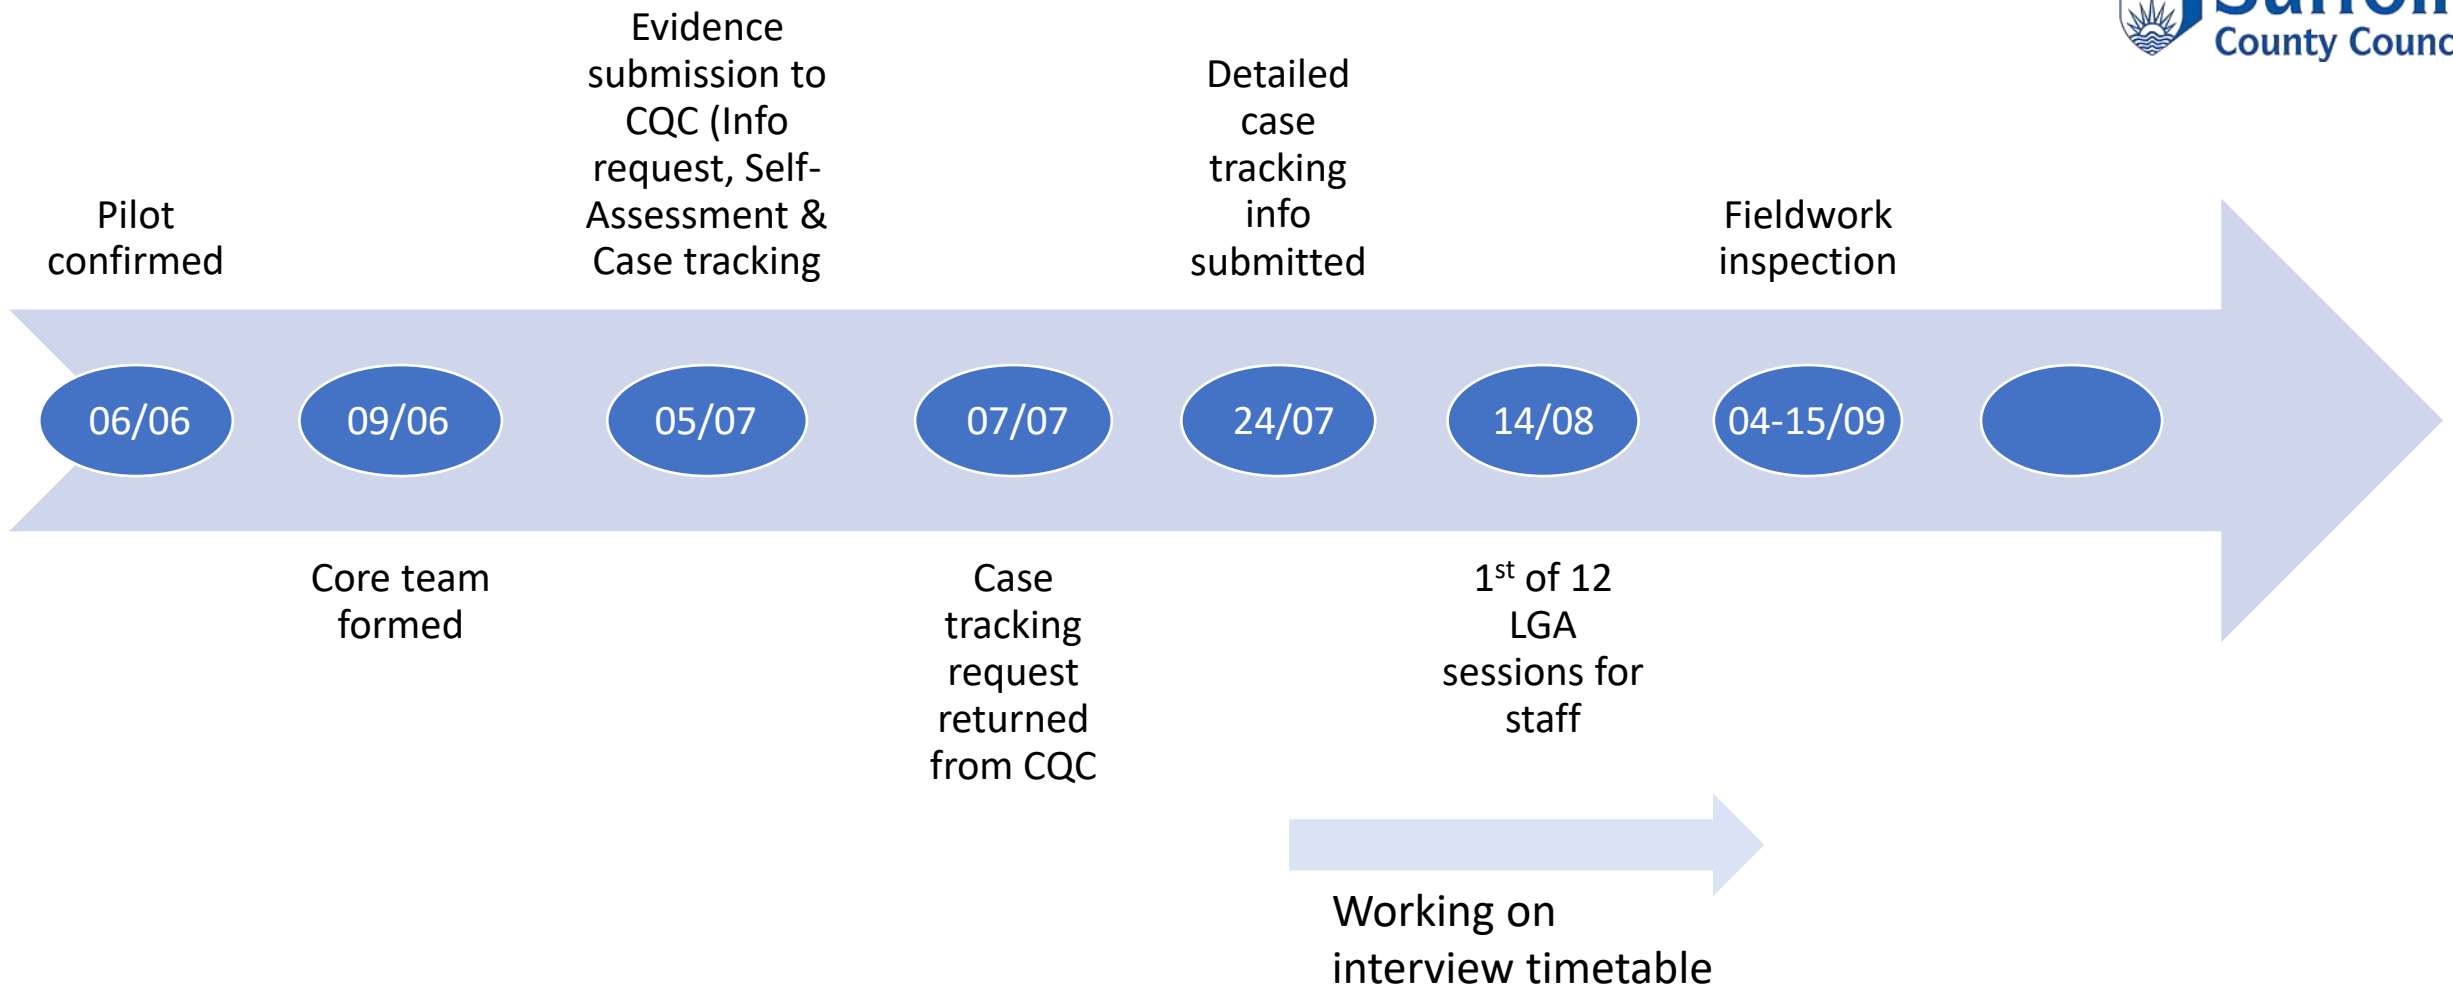 County
Evidence
submission to
CQC (Info
request, Self-
Assessment &
Case tracking
Detailed
case
tracking
info
submitted
Pilot
confirmed
Fieldwork
inspection
06/06
09/06
05/07
07/07
24/07
14/08
04-15/09
Core team
formed
Case
tracking
request
returned
from CQC
1st of 12
LGA
sessions for
staff
Working on
interview timetable